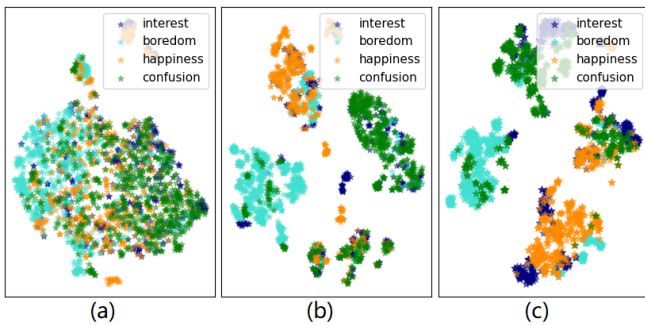 interest
boredom
happiness
confusion
interest
boredom
happiness
confusion
interest
boredom
happiness
confusion
(a)
(b)
(c)